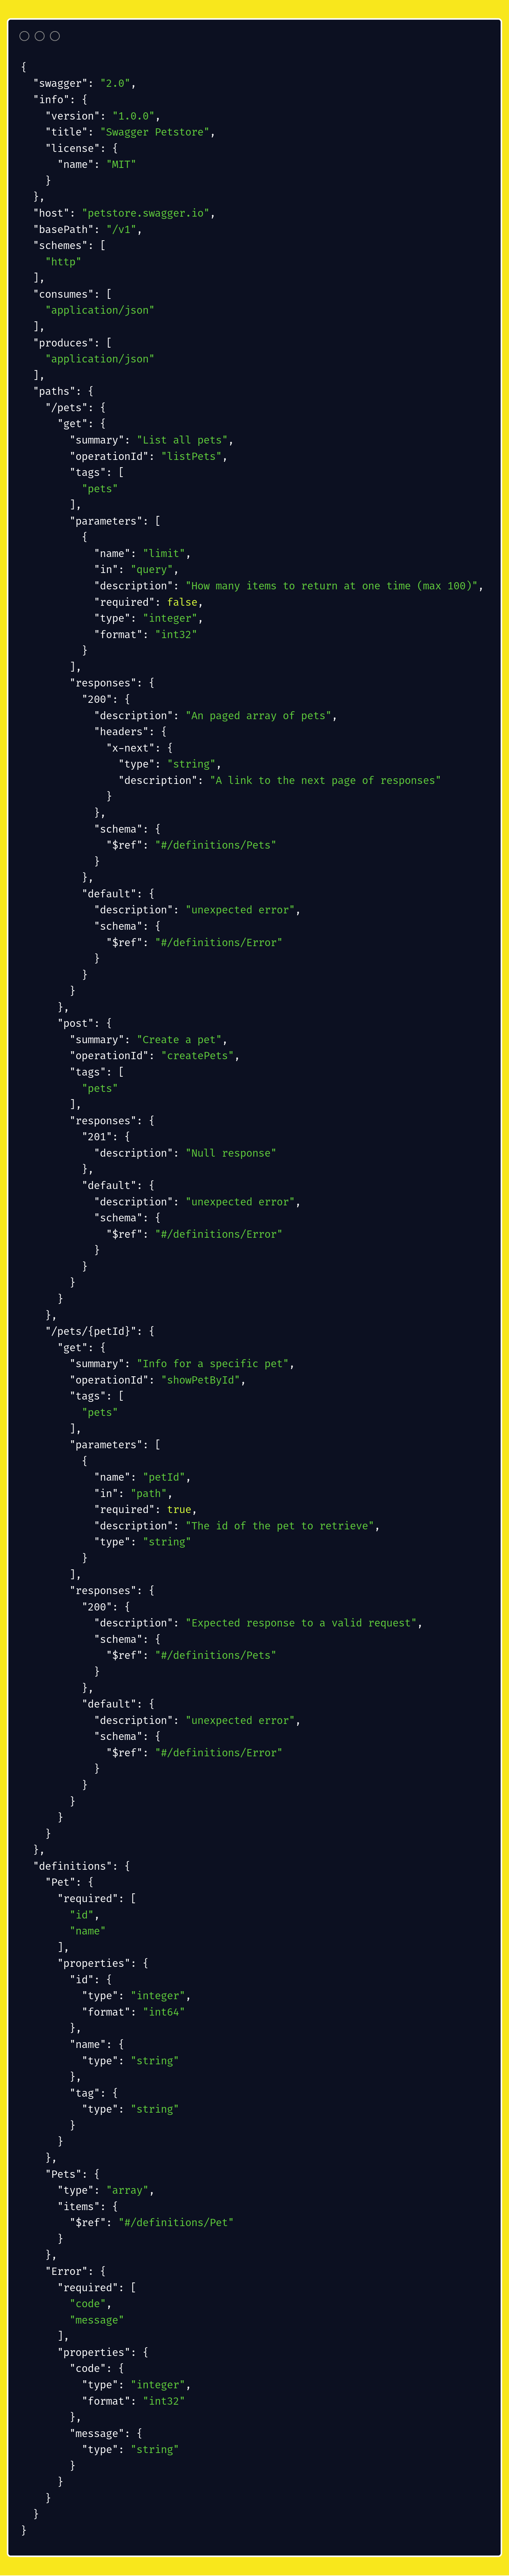 {
  "swagger": "2.0",
  "info": {
    "version": "1.0.0",
    "title": "Swagger Petstore",
    "license": {
      "name": "MIT"
    }
  },
  "host": "petstore.swagger.io",
  "basePath": "/v1",
  "schemes": [
    "http"
  ],
  "consumes": [
    "application/json"
  ],
  "produces": [
    "application/json"
  ],
  "paths": {
    "/pets": {
      "get": {
        "summary": "List all pets",
        "operationId": "listPets",
        "tags": [
          "pets"
        ],
        "parameters": [
          {
            "name": "limit",
            "in": "query",
            "description": "How many items to return at one time (max 100)",
            "required": false,
            "type": "integer",
            "format": "int32"
          }
        ],
        "responses": {
          "200": {
            "description": "An paged array of pets",
            "headers": {
              "x-next": {
                "type": "string",
                "description": "A link to the next page of responses"
              }
            },
            "schema": {
              "$ref": "#/definitions/Pets"
            }
          },
          "default": {
            "description": "unexpected error",
            "schema": {
              "$ref": "#/definitions/Error"
            }
          }
        }
      },
      "post": {
        "summary": "Create a pet",
        "operationId": "createPets",
        "tags": [
          "pets"
        ],
        "responses": {
          "201": {
            "description": "Null response"
          },
          "default": {
            "description": "unexpected error",
            "schema": {
              "$ref": "#/definitions/Error"
            }
          }
        }
      }
    },
    "/pets/{petId}": {
      "get": {
        "summary": "Info for a specific pet",
        "operationId": "showPetById",
        "tags": [
          "pets"
        ],
        "parameters": [
          {
            "name": "petId",
            "in": "path",
            "required": true,
            "description": "The id of the pet to retrieve",
            "type": "string"
          }
        ],
        "responses": {
          "200": {
            "description": "Expected response to a valid request",
            "schema": {
              "$ref": "#/definitions/Pets"
            }
          },
          "default": {
            "description": "unexpected error",
            "schema": {
              "$ref": "#/definitions/Error"
            }
          }
        }
      }
    }
  },
  "definitions": {
    "Pet": {
      "required": [
        "id",
        "name"
      ],
      "properties": {
        "id": {
          "type": "integer",
          "format": "int64"
        },
        "name": {
          "type": "string"
        },
        "tag": {
          "type": "string"
        }
      }
    },
    "Pets": {
      "type": "array",
      "items": {
        "$ref": "#/definitions/Pet"
      }
    },
    "Error": {
      "required": [
        "code",
        "message"
      ],
      "properties": {
        "code": {
          "type": "integer",
          "format": "int32"
        },
        "message": {
          "type": "string"
        }
      }
    }
  }
}